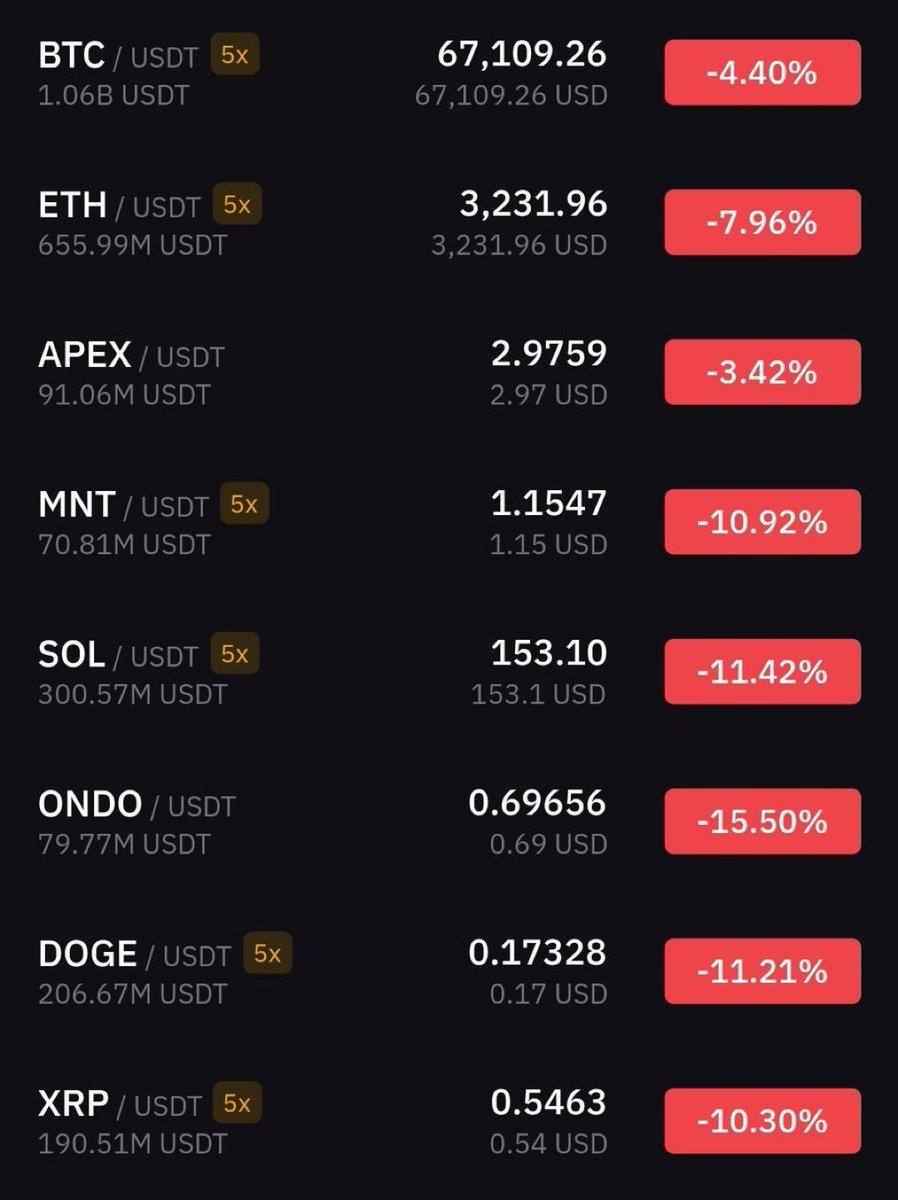 BTC / USDT 5x 67,109.26 -4.40%
1.06B USDT 67,109.26 USD
ETH / USDT 5x 3,231.96 -7.96%
655.99M USDT 3,231.96 USD
APEX / USDT 2.9759 -3.42%
91.06M USDT 2.97 USD
MNT / USDT 5x 1.1547 -10.92%
70.81M USDT 1.15 USD
SOL / USDT 5x 153.10 -11.42%
300.57M USDT 153.1 USD
ONDO / USDT 0.69656 -15.50%
79.77M USDT 0.69 USD
DOGE / USDT 5x 0.17328 -11.21%
206.67M USDT 0.17 USD
XRP / USDT 5x 0.5463 -10.30%
190.51M USDT 0.54 USD